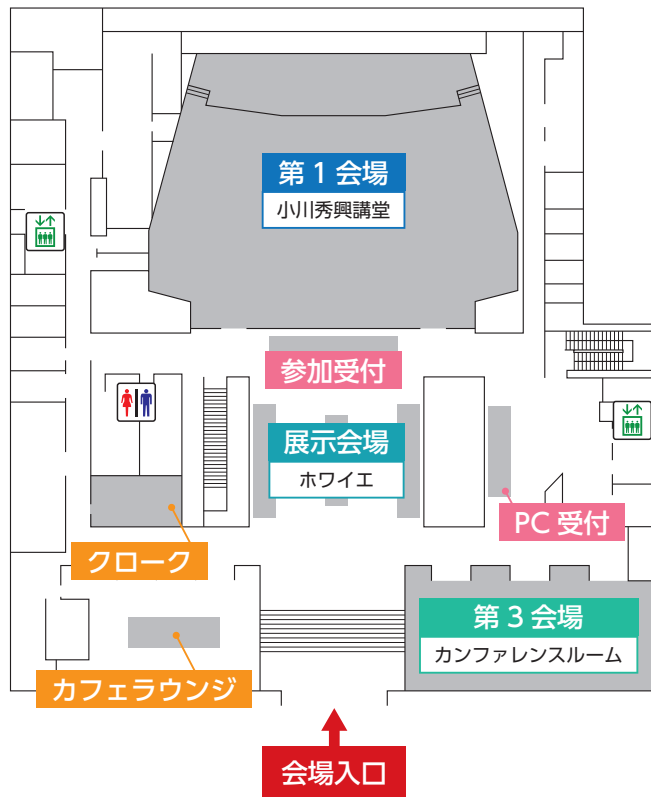 第1会場
小川秀興講堂
参加受付
展示会場
ホワイエ
PC 受付
クローク
第3会場
カンファレンスルーム
カフェラウンジ
会場入口